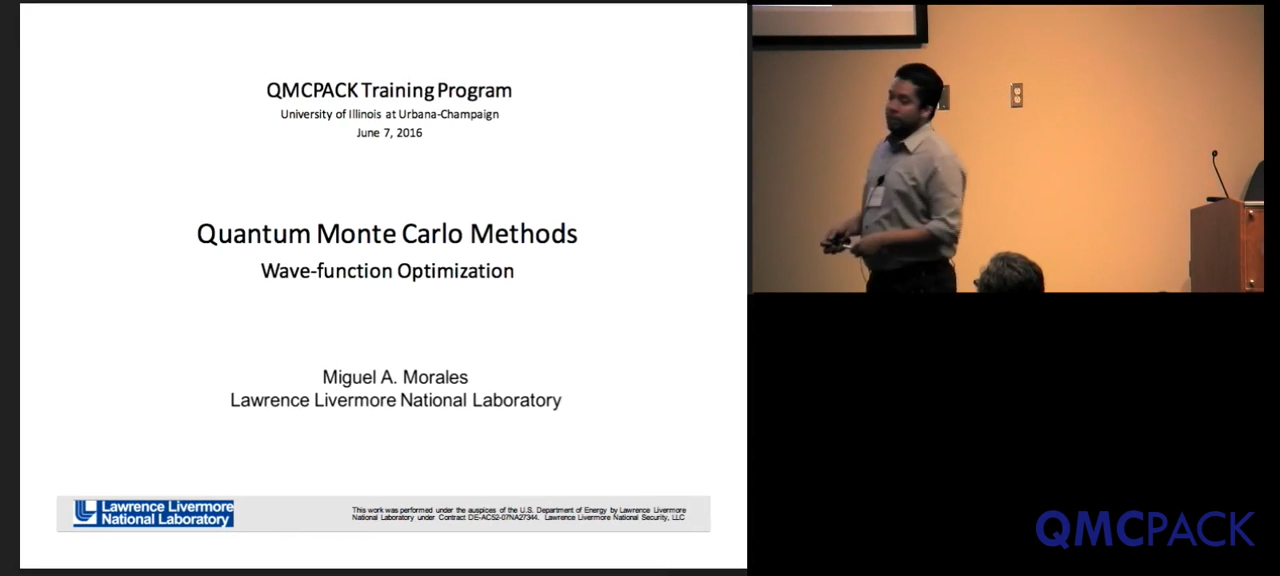 QMCPACK Training Program
University of Illinois at Urbana-Champaign
June 7, 2016
Quantum Monte Carlo Methods
Wave-function Optimization
Miguel A. Morales
Lawrence Livermore National Laboratory
Lawrence Livermore
National Laboratory
This work was performed under the auspices of the U.S. Department of Energy by Lawrence Livermore
National Laboratory under Contract DE-AC52-07NA27344. Lawrence Livermore National Security, LLC
QMCPACK